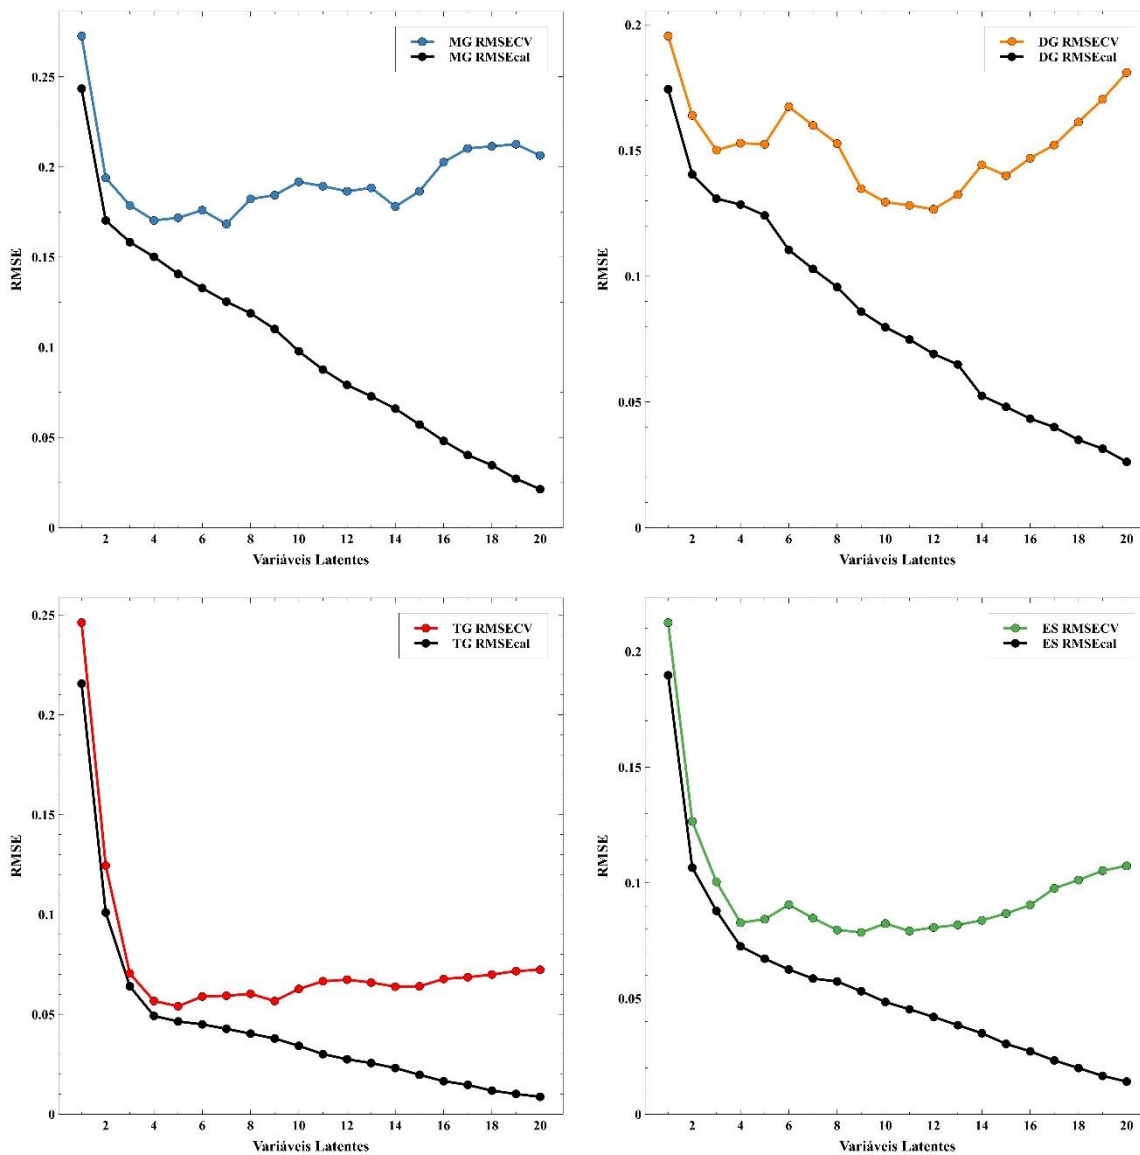 MG RMSECV
MG RMSEcal
0.25
0.2
0.15
0.1
0.05
0
RMSE
2 4 6 8 10 12 14 16 18 20
Variáveis Latentes
DG RMSECV
DG RMSEcal
0.2
0.15
0.1
0.05
0
RMSE
2 4 6 8 10 12 14 16 18 20
Variáveis Latentes
TG RMSECV
TG RMSEcal
0.25
0.2
0.15
0.1
0.05
0
RMSE
2 4 6 8 10 12 14 16 18 20
Variáveis Latentes
ES RMSECV
ES RMSEcal
0.2
0.15
0.1
0.05
0
RMSE
2 4 6 8 10 12 14 16 18 20
Variáveis Latentes